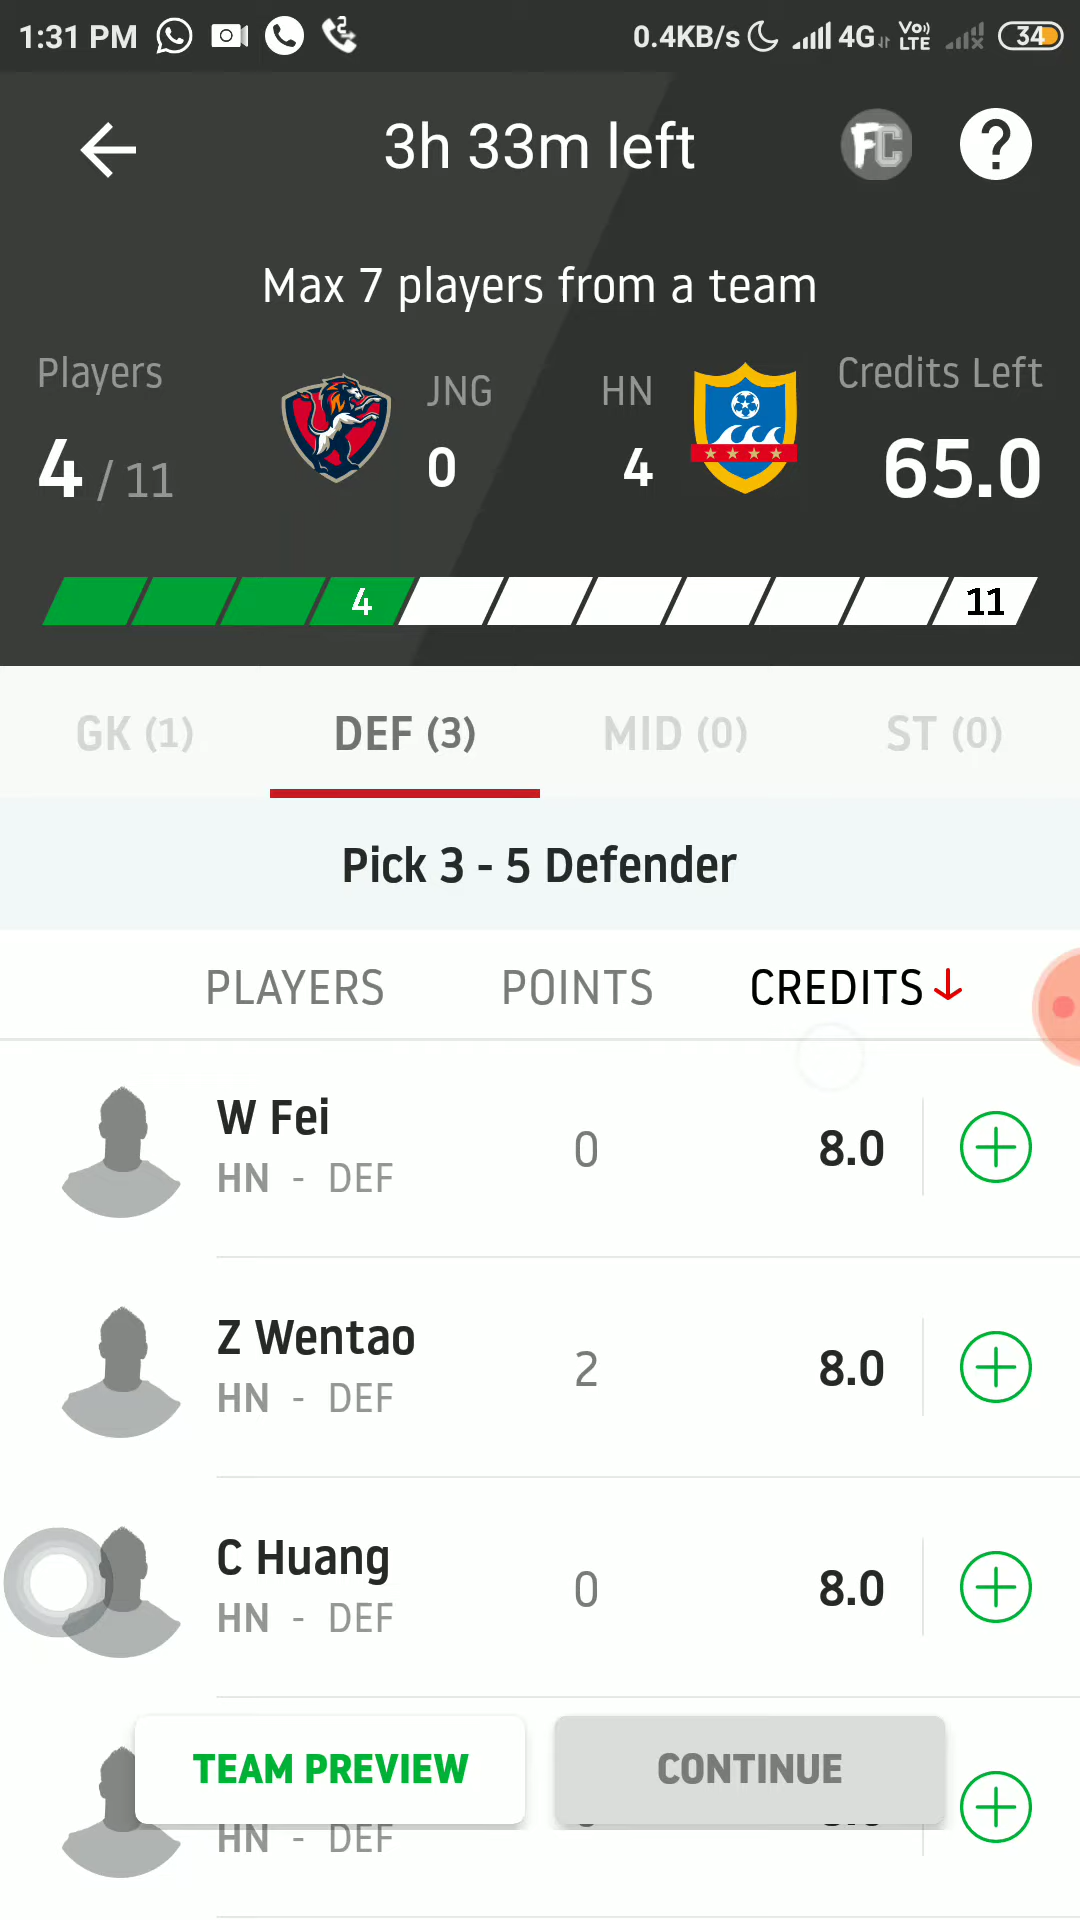 1:31 PM 0.4KB/s 4G Vo) LTE 34
3h 33m left FC ?
Max 7 players from a team
Players JNG HN Credits Left
4 / 11 0 4 65.0
4 11
GK (1) DEF (3) MID (0) ST (0)
Pick 3 - 5 Defender
PLAYERS POINTS CREDITS
W Fei 0 8.0
HN - DEF
Z Wentao 2 8.0
HN - DEF
C Huang 0 8.0
HN - DEF
TEAM PREVIEW CONTINUE
HN - DEF